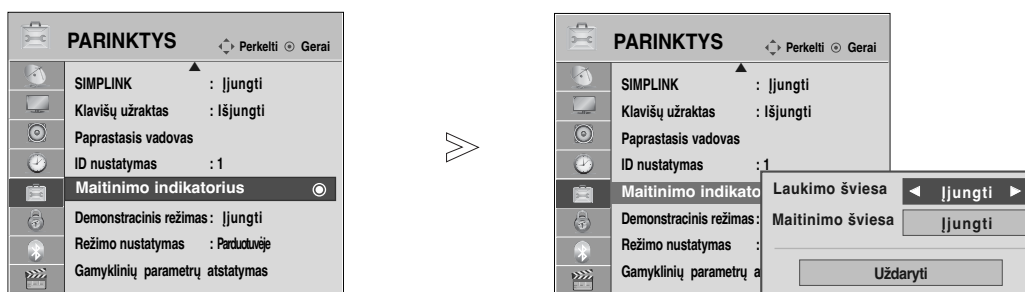 PARINKTYS Perkelti Gerai
SIMPLINK : Įjungti
Klavišų užraktas : Išjungti
Paprastasis vadovas
ID nustatymas : 1
Maitinimo indikatorius
Demonstracinis režimas : Įjungti
Režimo nustatymas : Parduotuvėje
Gamyklinių parametrų atstatymas
PARINKTYS Perkelti Gerai
SIMPLINK : Įjungti
Klavišų užraktas : Išjungti
Paprastasis vadovas
ID nustatymas : 1
Maitinimo indikato
Demonstracinis režimas :
Režimo nustatymas :
Gamyklinių parametrų a
Laukimo šviesa ◄ Įjungti ►
Maitinimo šviesa Įjungti
Uždaryti